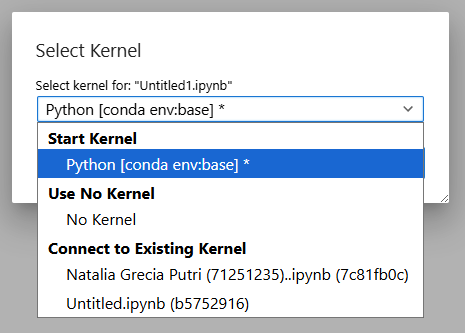 Select Kernel
Select kernel for: "Untitled1.ipynb"
Python [conda env:base] *
Start Kernel
Python [conda env:base] *
Use No Kernel
No Kernel
Connect to Existing Kernel
Natalia Grecia Putri (71251235)..ipynb (7c81fb0c)
Untitled.ipynb (b5752916)